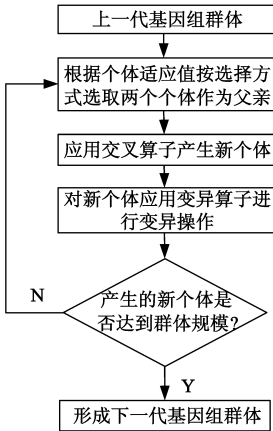 上一代基因组群体
根据个体适应值按选择方
式选取两个个体作为父亲
应用交叉算子产生新个体
对新个体应用变异算子进
行变异操作
产生的新个体是
否达到群体规模?
N
Y
形成下一代基因组群体